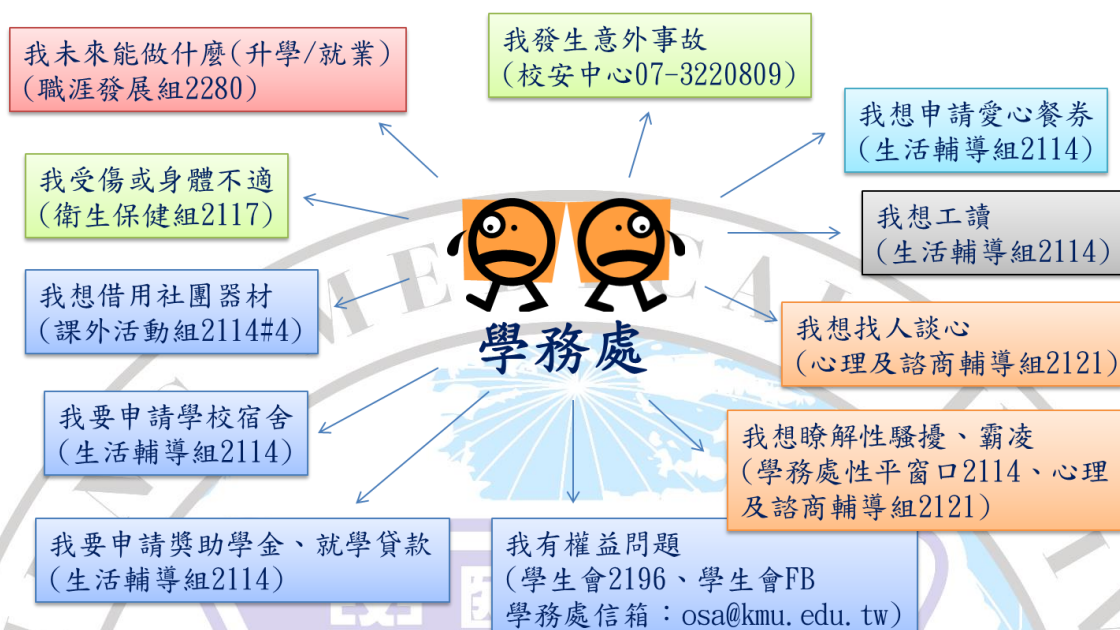 我未來能做什麼(升學/就業)
(職涯發展組2280)
我發生意外事故
(校安中心07-3220809)
我想申請愛心餐券
(生活輔導組2114)
我受傷或身體不適
(衛生保健組2117)
我想工讀
(生活輔導組2114)
我想借用社團器材
(課外活動組2114#4)
學務處
我想找人談心
(心理及諮商輔導組2121)
我要申請學校宿舍
(生活輔導組2114)
我想瞭解性騷擾、霸凌
(學務處性平窗口2114、心理
及諮商輔導組2121)
我要申請獎助學金、就學貸款
(生活輔導組2114)
我有權益問題
(學生會2196、學生會FB
學務處信箱：osa@kmu.edu.tw)
MEDICAL